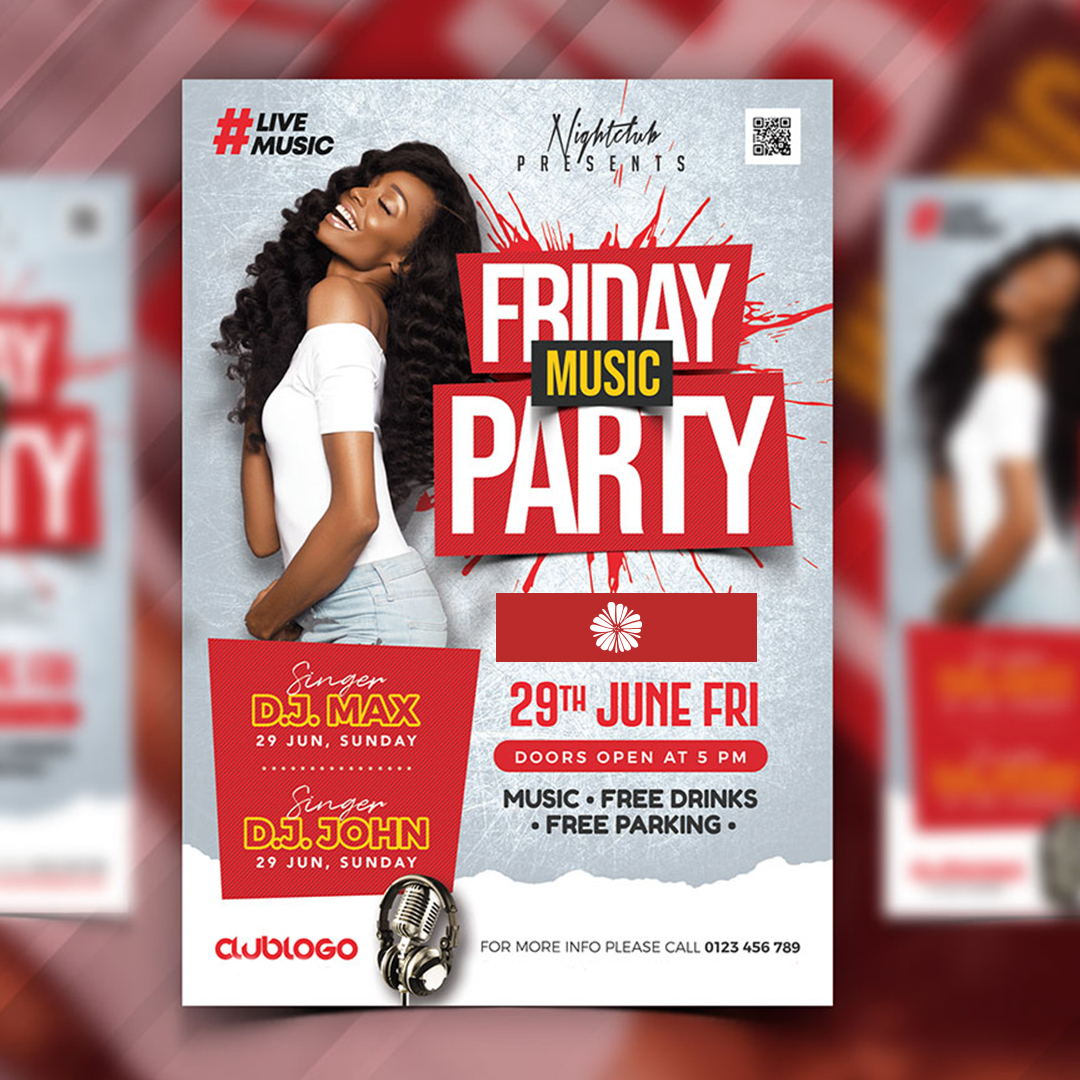 #LIVE
MUSIC
Nightclub
PRESENTS
FRIDAY
MUSIC
PARTY
29TH JUNE FRI
DOORS OPEN AT 5 PM
MUSIC • FREE DRINKS
• FREE PARKING •
Singer
D.J. MAX
29 JUN, SUNDAY
Singer
D.J. JOHN
29 JUN, SUNDAY
CLUBLOGO
FOR MORE INFO PLEASE CALL 0123 456 789